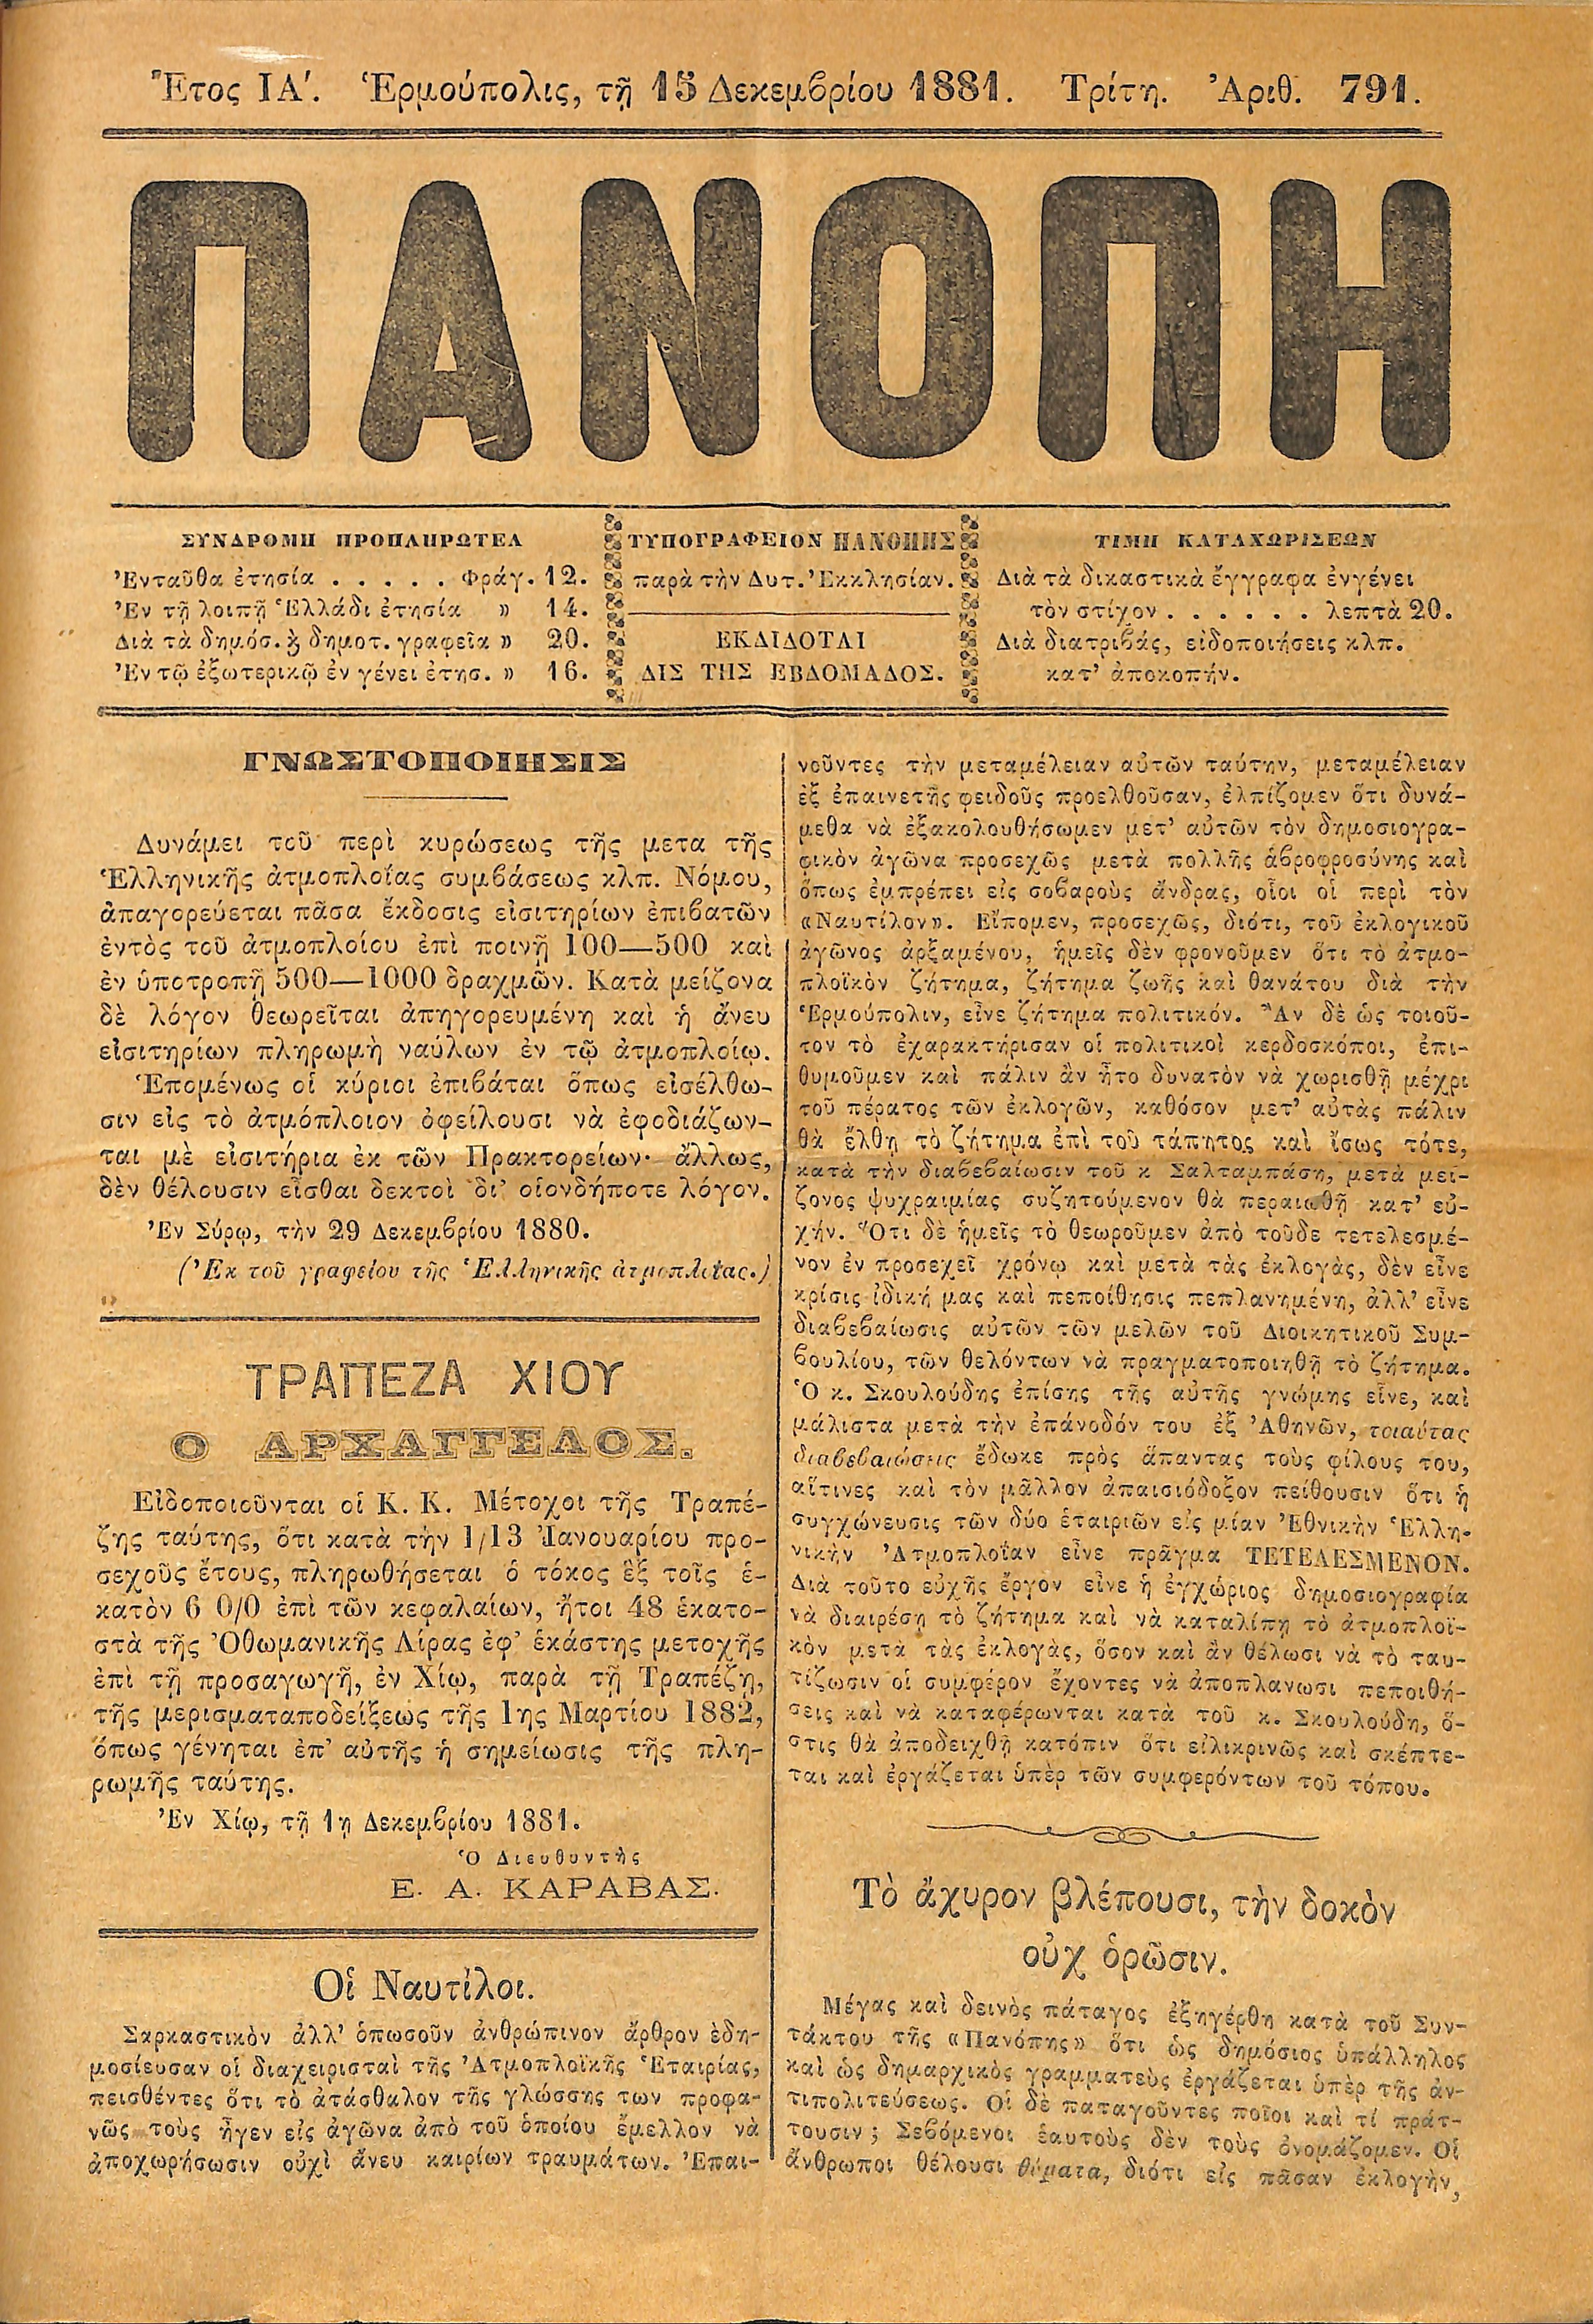 Ἔτος ΙΑ΄. Ἑρμούπολις, τῇ 15 Δεκεμβρίου 1881. Τρίτη. Ἀριθ. 791.
ΠΑΝΟΠΗ
ΣΥΝΔΡΟΜΗ ΠΡΟΠΛΗΡΩΤΕΑ
Ἐνταῦθα ἐτησία . . . . . Φράγ. 12.
Ἐν τῇ λοιπῇ Ἑλλάδι ἐτησία » 14.
Διὰ τὰ δημόσ. ϗ δημοτ. γραφεῖα » 20.
Ἐν τῷ ἐξωτερικῷ ἐν γένει ἐτησ. » 16.
ΤΥΠΟΓΡΑΦΕΙΟΝ ΠΑΝΟΠΗΣ
παρὰ τὴν Δυτ. Ἐκκλησίαν.
ΕΚΔΙΔΟΤΑΙ
ΔΙΣ ΤΗΣ ΕΒΔΟΜΑΔΟΣ.
ΤΙΜΗ ΚΑΤΑΧΩΡΙΣΕΩΝ
Διὰ τὰ δικαστικὰ ἔγγραφα ἐνγένει
τὸν στίχον . . . . . . λεπτὰ 20.
Διὰ διατριβάς, εἰδοποιήσεις κλπ.
κατ' ἀποκοπήν.
ΓΝΩΣΤΟΠΟΙΗΣΙΣ
Δυνάμει τοῦ περὶ κυρώσεως τῆς μετα τῆς
Ἑλληνικῆς ἀτμοπλοίας συμβάσεως κλπ. Νόμου,
ἀπαγορεύεται πᾶσα ἔκδοσις εἰσιτηρίων ἐπιβατῶν
ἐντὸς τοῦ ἀτμοπλοίου ἐπὶ ποινῇ 100—500 καὶ
ἐν ὑποτροπῇ 500—1000 δραχμῶν. Κατὰ μείζονα
δὲ λόγον θεωρεῖται ἀπηγορευμένη καὶ ἡ ἄνευ
εἰσιτηρίων πληρωμὴ ναύλων ἐν τῷ ἀτμοπλοίῳ.
Ἑπομένως οἱ κύριοι ἐπιβάται ὅπως εἰσέλθω-
σιν εἰς τὸ ἀτμόπλοιον ὀφείλουσι νὰ ἐφοδιάζων-
ται μὲ εἰσιτήρια ἐκ τῶν Πρακτορείων· ἄλλως,
δὲν θέλουσιν εἶσθαι δεκτοὶ δι' οἱονδήποτε λόγον.
Ἐν Σύρῳ, τὴν 29 Δεκεμβρίου 1880.
(Ἐκ τοῦ γραφείου τῆς Ἑλληνικῆς ἀτμοπλοίας.)
ΤΡΑΠΕΖΑ ΧΙΟΥ
Ο ΑΡΧΑΓΓΕΛΟΣ.
Εἰδοποιοῦνται οἱ Κ. Κ. Μέτοχοι τῆς Τραπέ-
ζης ταύτης, ὅτι κατὰ τὴν 1/13 Ἰανουαρίου προ-
σεχοῦς ἔτους, πληρωθήσεται ὁ τόκος ἓξ τοῖς ἑ-
κατὸν 6 0/0 ἐπὶ τῶν κεφαλαίων, ἤτοι 48 ἑκατο-
στὰ τῆς Ὀθωμανικῆς Λίρας ἐφ' ἑκάστης μετοχῆς
ἐπὶ τῇ προσαγωγῇ, ἐν Χίῳ, παρὰ τῇ Τραπέζῃ,
τῆς μερισματαποδείξεως τῆς 1ης Μαρτίου 1882,
ὅπως γένηται ἐπ' αὐτῆς ἡ σημείωσις τῆς πλη-
ρωμῆς ταύτης.
Ἐν Χίῳ, τῇ 1ῃ Δεκεμβρίου 1881.
Ὁ Διευθυντὴς
Ε. Α. ΚΑΡΑΒΑΣ.
Οἱ Ναυτίλοι.
Σαρκαστικὸν ἀλλ' ὁπωσοῦν ἀνθρώπινον ἄρθρον ἐδη-
μοσίευσαν οἱ διαχειρισταὶ τῆς Ἀτμοπλοϊκῆς Ἑταιρίας,
πεισθέντες ὅτι τὸ ἀτάσθαλον τῆς γλώσσης των προφα-
νῶς τοὺς ἦγεν εἰς ἀγῶνα ἀπὸ τοῦ ὁποίου ἔμελλον νὰ
ἀποχωρήσωσιν οὐχὶ ἄνευ καιρίων τραυμάτων. Ἐπαι-
νοῦντες τὴν μεταμέλειαν αὐτῶν ταύτην, μεταμέλειαν
ἐξ ἐπαινετῆς φειδοῦς προελθοῦσαν, ἐλπίζομεν ὅτι δυνά-
μεθα νὰ ἐξακολουθήσωμεν μετ' αὐτῶν τὸν δημοσιογρα-
φικὸν ἀγῶνα προσεχῶς μετὰ πολλῆς ἁβροφροσύνης καὶ
ὅπως ἐμπρέπει εἰς σοβαροὺς ἄνδρας, οἷοι οἱ περὶ τὸν
«Ναυτίλον». Εἴπομεν, προσεχῶς, διότι, τοῦ ἐκλογικοῦ
ἀγῶνος ἀρξαμένου, ἡμεῖς δὲν φρονοῦμεν ὅτι τὸ ἀτμο-
πλοϊκὸν ζήτημα, ζήτημα ζωῆς καὶ θανάτου διὰ τὴν
Ἑρμούπολιν, εἶνε ζήτημα πολιτικόν. Ἂν δὲ ὡς τοιοῦ-
τον τὸ ἐχαρακτήρισαν οἱ πολιτικοὶ κερδοσκόποι, ἐπι-
θυμοῦμεν καὶ πάλιν ἂν ἦτο δυνατὸν νὰ χωρισθῇ μέχρι
τοῦ πέρατος τῶν ἐκλογῶν, καθόσον μετ' αὐτὰς πάλιν
θὰ ἔλθῃ τὸ ζήτημα ἐπὶ τοῦ τάπητος καὶ ἴσως τότε,
κατὰ τὴν διαβεβαίωσιν τοῦ κ Σαλταμπάση, μετὰ μεί-
ζονος ψυχραιμίας συζητούμενον θὰ περαιωθῇ κατ' εὐ-
χήν. Ὅτι δὲ ἡμεῖς τὸ θεωροῦμεν ἀπὸ τοῦδε τετελεσμέ-
νον ἐν προσεχεῖ χρόνῳ καὶ μετὰ τὰς ἐκλογὰς, δὲν εἶνε
κρίσις ἰδική μας καὶ πεποίθησις πεπλανημένη, ἀλλ' εἶνε
διαβεβαίωσις αὐτῶν τῶν μελῶν τοῦ Διοικητικοῦ Συμ-
βουλίου, τῶν θελόντων νὰ πραγματοποιηθῇ τὸ ζήτημα.
Ὁ κ. Σκουλούδης ἐπίσης τῆς αὐτῆς γνώμης εἶνε, καὶ
μάλιστα μετὰ τὴν ἐπάνοδόν του ἐξ Ἀθηνῶν, τοιαύτας
διαβεβαιώσεις ἔδωκε πρὸς ἅπαντας τοὺς φίλους του,
αἵτινες καὶ τὸν μᾶλλον ἀπαισιόδοξον πείθουσιν ὅτι ἡ
συγχώνευσις τῶν δύο ἑταιριῶν εἰς μίαν Ἐθνικὴν Ἑλλη-
νικὴν Ἀτμοπλοΐαν εἶνε πρᾶγμα ΤΕΤΕΛΕΣΜΕΝΟΝ.
Διὰ τοῦτο εὐχῆς ἔργον εἶνε ἡ ἐγχώριος δημοσιογραφία
νὰ διαιρέσῃ τὸ ζήτημα καὶ νὰ καταλίπῃ τὸ ἀτμοπλοϊ-
κὸν μετὰ τὰς ἐκλογὰς, ὅσον καὶ ἂν θέλωσι νὰ τὸ ταυ-
τίζωσιν οἱ συμφέρον ἔχοντες νὰ ἀποπλανωσι πεποιθή-
σεις καὶ νὰ καταφέρωνται κατὰ τοῦ κ. Σκουλούδη, ὅ-
στις θὰ ἀποδειχθῇ κατόπιν ὅτι εἰλικρινῶς καὶ σκέπτε-
ται καὶ ἐργάζεται ὑπὲρ τῶν συμφερόντων τοῦ τόπου.
Τὸ ἄχυρον βλέπουσι, τὴν δοκὸν
οὐχ ὁρῶσιν.
Μέγας καὶ δεινὸς πάταγος ἐξηγέρθη κατὰ τοῦ Συν-
τάκτου τῆς «Πανόπης» ὅτι ὡς δημόσιος ὑπάλληλος
καὶ ὡς δημαρχικὸς γραμματεὺς ἐργάζεται ὑπὲρ τῆς ἀν-
τιπολιτεύσεως. Οἱ δὲ παταγοῦντες ποῖοι καὶ τί πράτ-
τουσιν; Σεβόμενοι ἑαυτοὺς δὲν τοὺς ὀνομάζομεν. Οἱ
ἄνθρωποι θέλουσι θύματα, διότι εἰς πᾶσαν ἐκλογὴν,